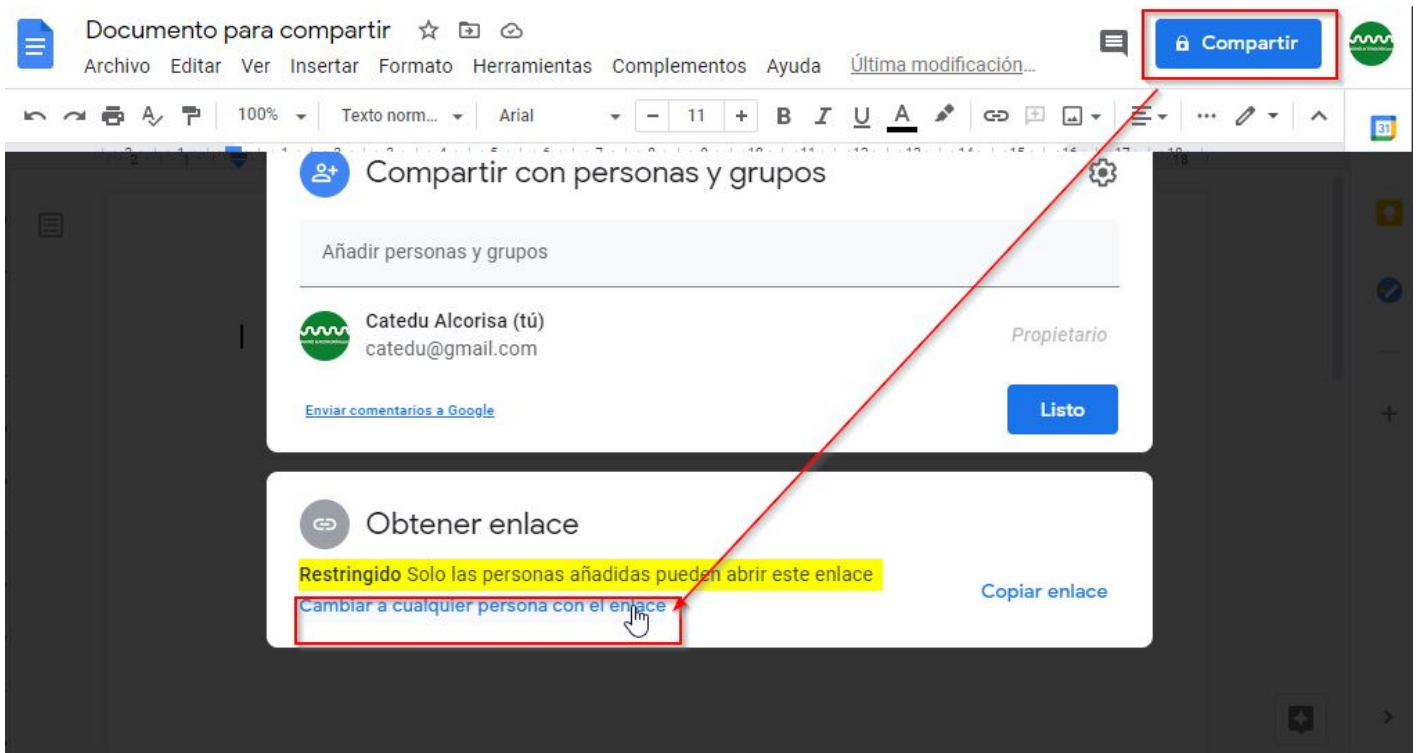 Documento para compartir
Archivo Editar Ver Insertar Formato Herramientas Complementos Ayuda Última modificación...
Compartir
100% Texto norm... Arial - 11 + B I U A
31
Compartir con personas y grupos
Añadir personas y grupos
Catedu Alcorisa (tú)
catedu@gmail.com
Propietario
Enviar comentarios a Google
Listo
Obtener enlace
Restringido Solo las personas añadidas pueden abrir este enlace
Cambiar a cualquier persona con el enlace
Copiar enlace